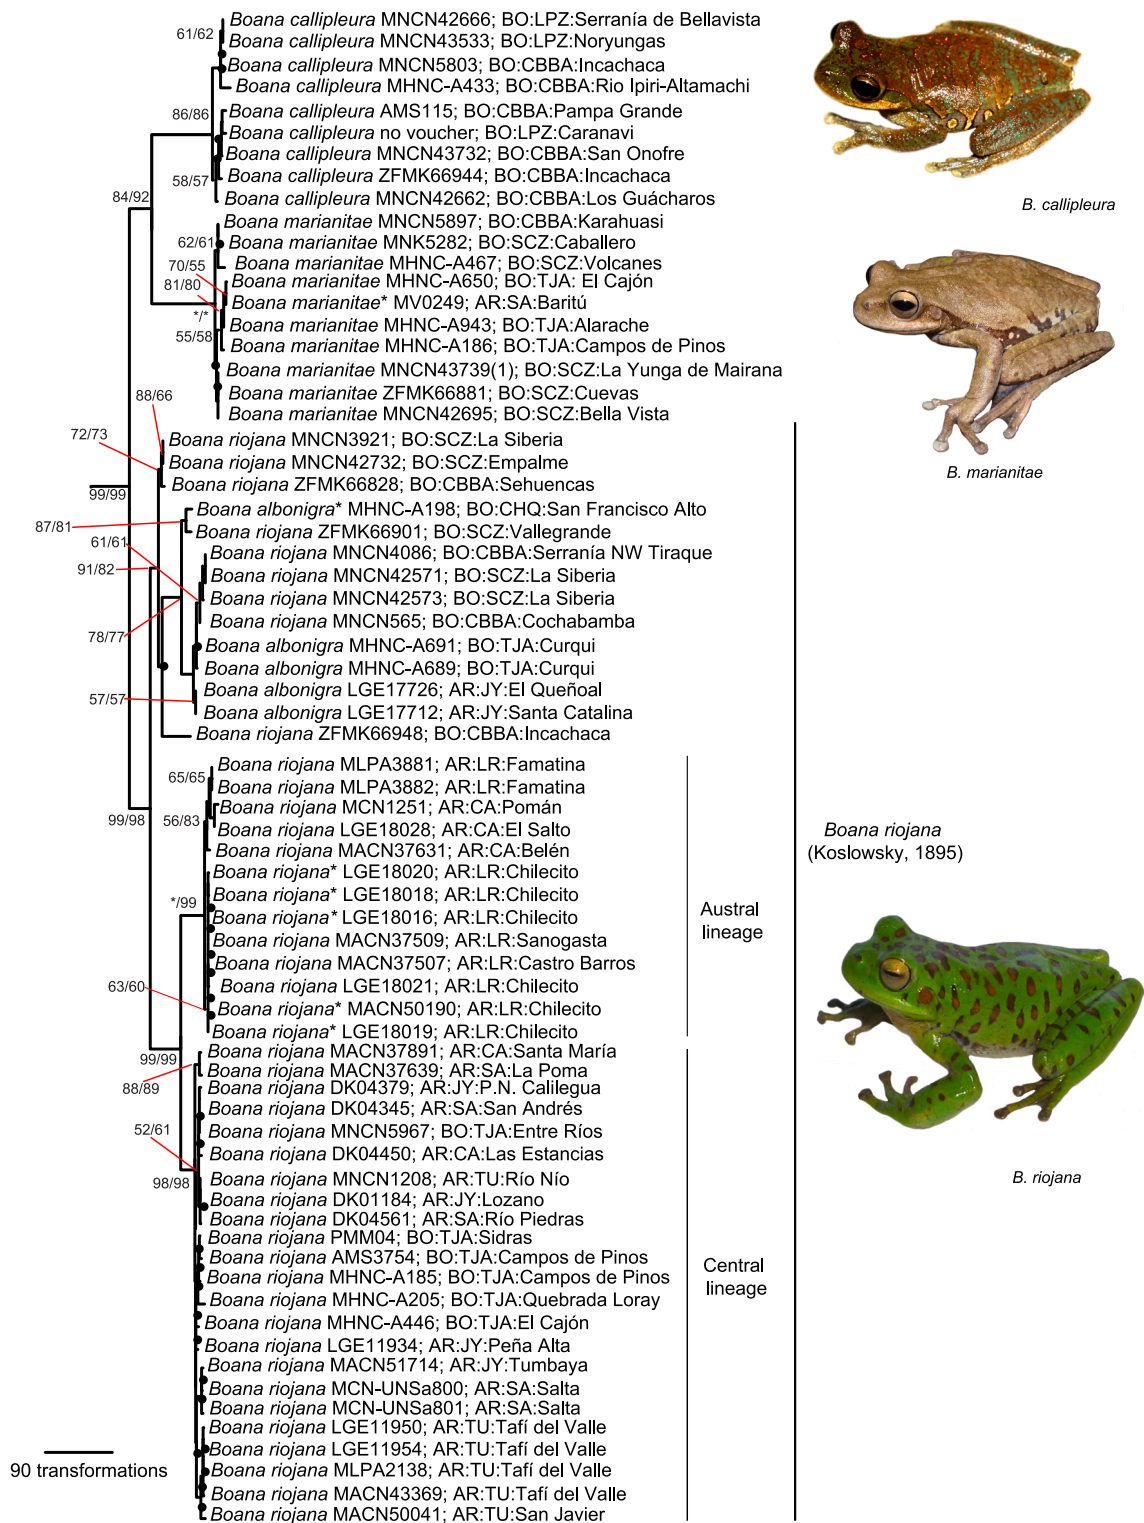 Boana callipleura MNCN42666; BO:LPZ:Serranía de Bellavista
61/62
Boana callipleura MNCN43533; BO:LPZ:Noryungas
Boana callipleura MNCN5803; BO:CBBA:Incachaca
Boana callipleura MHNC-A433; BO:CBBA:Rio Ipiri-Altamachi
86/86
Boana callipleura AMS115; BO:CBBA:Pampa Grande
Boana callipleura no voucher; BO:LPZ:Caranavi
Boana callipleura MNCN43732; BO:CBBA:San Onofre
58/57
Boana callipleura ZFMK66944; BO:CBBA:Incachaca
84/92
Boana callipleura MNCN42662; BO:CBBA:Los Guácharos
B. callipleura
Boana marianitae MNCN5897; BO:CBBA:Karahuasi
62/61
Boana marianitae MNK5282; BO:SCZ:Caballero
70/55
Boana marianitae MHNC-A467; BO:SCZ:Volcanes
81/80
Boana marianitae MHNC-A650; BO:TJA: El Cajón
Boana marianitae* MV0249; AR:SA:Baritú
*/*
Boana marianitae MHNC-A943; BO:TJA:Alarache
55/58
Boana marianitae MHNC-A186; BO:TJA:Campos de Pinos
Boana marianitae MNCN43739(1); BO:SCZ:La Yunga de Mairana
88/66
Boana marianitae ZFMK66881; BO:SCZ:Cuevas
Boana marianitae MNCN42695; BO:SCZ:Bella Vista
72/73
Boana riojana MNCN3921; BO:SCZ:La Siberia
Boana riojana MNCN42732; BO:SCZ:Empalme
B. marianitae
99/99
Boana riojana ZFMK66828; BO:CBBA:Sehuencas
Boana albonigra* MHNC-A198; BO:CHQ:San Francisco Alto
87/81
Boana riojana ZFMK66901; BO:SCZ:Vallegrande
61/61
Boana riojana MNCN4086; BO:CBBA:Serranía NW Tiraque
91/82
Boana riojana MNCN42571; BO:SCZ:La Siberia
Boana riojana MNCN42573; BO:SCZ:La Siberia
Boana riojana MNCN565; BO:CBBA:Cochabamba
78/77
Boana albonigra MHNC-A691; BO:TJA:Curqui
Boana albonigra MHNC-A689; BO:TJA:Curqui
57/57
Boana albonigra LGE17726; AR:JY:El Queñoal
Boana albonigra LGE17712; AR:JY:Santa Catalina
Boana riojana ZFMK66948; BO:CBBA:Incachaca
Boana riojana MLPA3881; AR:LR:Famatina
65/65
Boana riojana MLPA3882; AR:LR:Famatina
Boana riojana MCN1251; AR:CA:Pomán
99/98
56/83
Boana riojana LGE18028; AR:CA:El Salto
Boana riojana MACN37631; AR:CA:Belén
Boana riojana
(Koslowsky, 1895)
Boana riojana* LGE18020; AR:LR:Chilecito
Boana riojana* LGE18018; AR:LR:Chilecito
*/99
Boana riojana* LGE18016; AR:LR:Chilecito
Austral
lineage
Boana riojana MACN37509; AR:LR:Sanogasta
Boana riojana MACN37507; AR:LR:Castro Barros
63/60
Boana riojana LGE18021; AR:LR:Chilecito
Boana riojana* MACN50190; AR:LR:Chilecito
Boana riojana* LGE18019; AR:LR:Chilecito
99/99
Boana riojana MACN37891; AR:CA:Santa María
88/89
Boana riojana MACN37639; AR:SA:La Poma
Boana riojana DK04379; AR:JY:P.N. Calilegua
Boana riojana DK04345; AR:SA:San Andrés
52/61
Boana riojana MNCN5967; BO:TJA:Entre Ríos
Boana riojana DK04450; AR:CA:Las Estancias
98/98
Boana riojana MNCN1208; AR:TU:Río Nío
B. riojana
Boana riojana DK01184; AR:JY:Lozano
Boana riojana DK04561; AR:SA:Río Piedras
Boana riojana PMM04; BO:TJA:Sidras
Boana riojana AMS3754; BO:TJA:Campos de Pinos
Central
lineage
Boana riojana MHNC-A185; BO:TJA:Campos de Pinos
Boana riojana MHNC-A205; BO:TJA:Quebrada Loray
Boana riojana MHNC-A446; BO:TJA:El Cajón
Boana riojana LGE11934; AR:JY:Peña Alta
Boana riojana MACN51714; AR:JY:Tumbaya
Boana riojana MCN-UNSa800; AR:SA:Salta
Boana riojana MCN-UNSa801; AR:SA:Salta
Boana riojana LGE11950; AR:TU:Tafí del Valle
Boana riojana LGE11954; AR:TU:Tafí del Valle
90 transformations
Boana riojana MLPA2138; AR:TU:Tafí del Valle
Boana riojana MACN43369; AR:TU:Tafí del Valle
Boana riojana MACN50041; AR:TU:San Javier